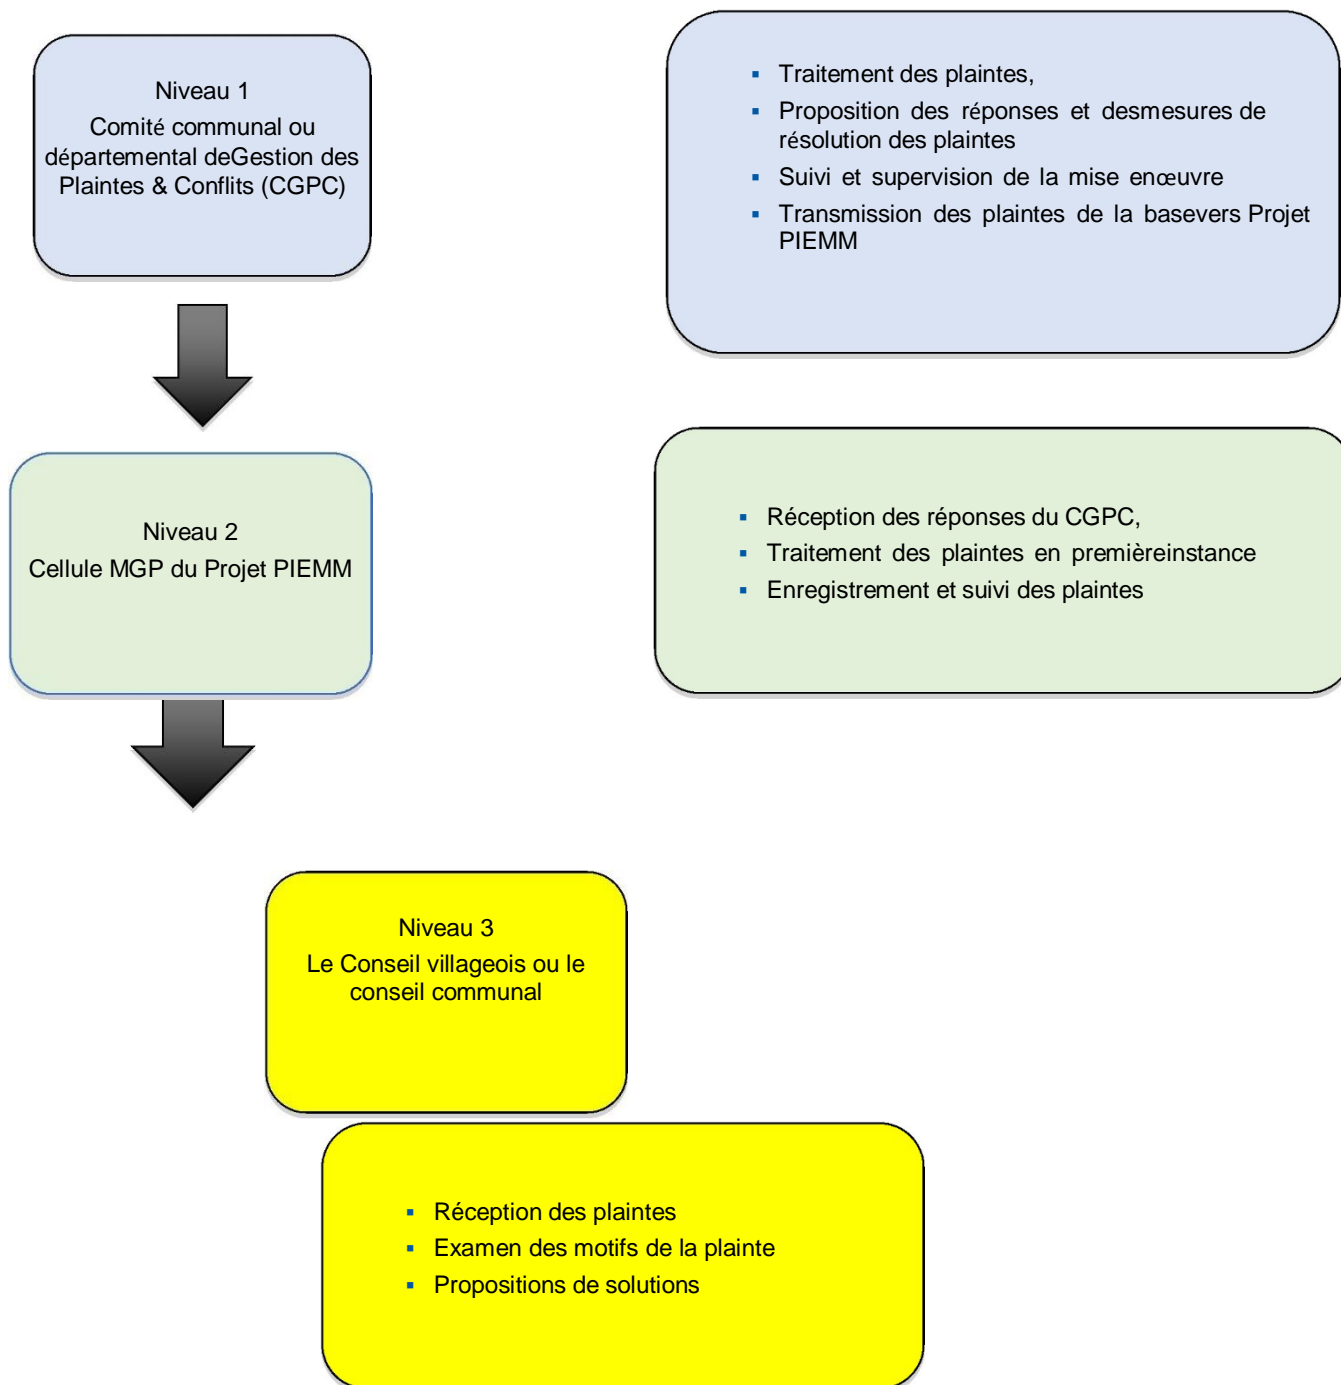 Niveau 1
Comité communal ou
départemental deGestion des
Plaintes & Conflits (CGPC)
▪ Traitement des plaintes,
▪ Proposition des réponses et desmesures de
résolution des plaintes
▪ Suivi et supervision de la mise enœuvre
▪ Transmission des plaintes de la basevers Projet
PIEMM
Niveau 2
Cellule MGP du Projet PIEMM
▪ Réception des réponses du CGPC,
▪ Traitement des plaintes en premièreinstance
▪ Enregistrement et suivi des plaintes
Niveau 3
Le Conseil villageois ou le
conseil communal
▪ Réception des plaintes
▪ Examen des motifs de la plainte
▪ Propositions de solutions